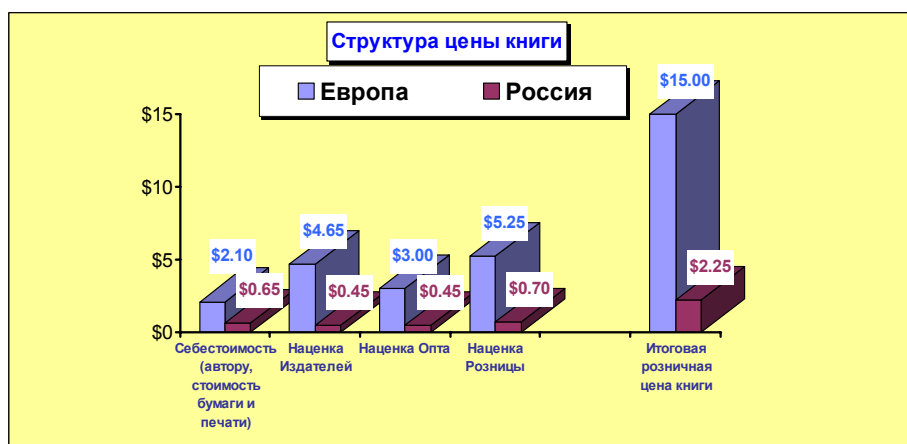 Структура цены книги
Европа Россия
$15.00
$15
$10
$5
$0
$2.10
$0.65
$4.65
$0.45
$3.00
$0.45
$5.25
$0.70
$2.25
Себестоимость
(автору,
стоимость
бумаги и
печати)
Наценка
Издателей
Наценка Опта
Наценка
Розницы
Итоговая
розничная
цена книги